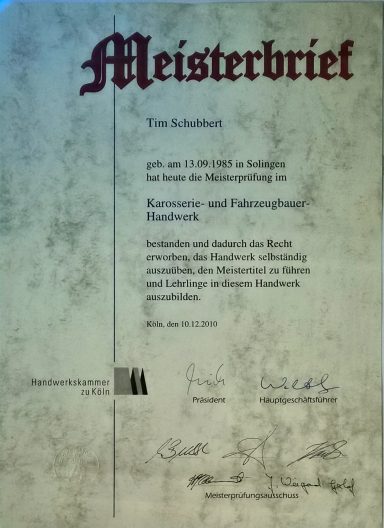 Meisterbrief
Tim Schubbert
geb. am 13.09.1985 in Solingen
hat heute die Meisterprüfung im
Karosserie- und Fahrzeugbauer-
Handwerk
bestanden und dadurch das Recht
erworben, das Handwerk selbständig
auszuüben, den Meistertitel zu führen
und Lehrlinge in diesem Handwerk
auszubilden.
Köln, den 10.12.2010
Handwerkskammer
zu Köln
Präsident Hauptgeschäftsführer
Meisterprüfungsausschuss